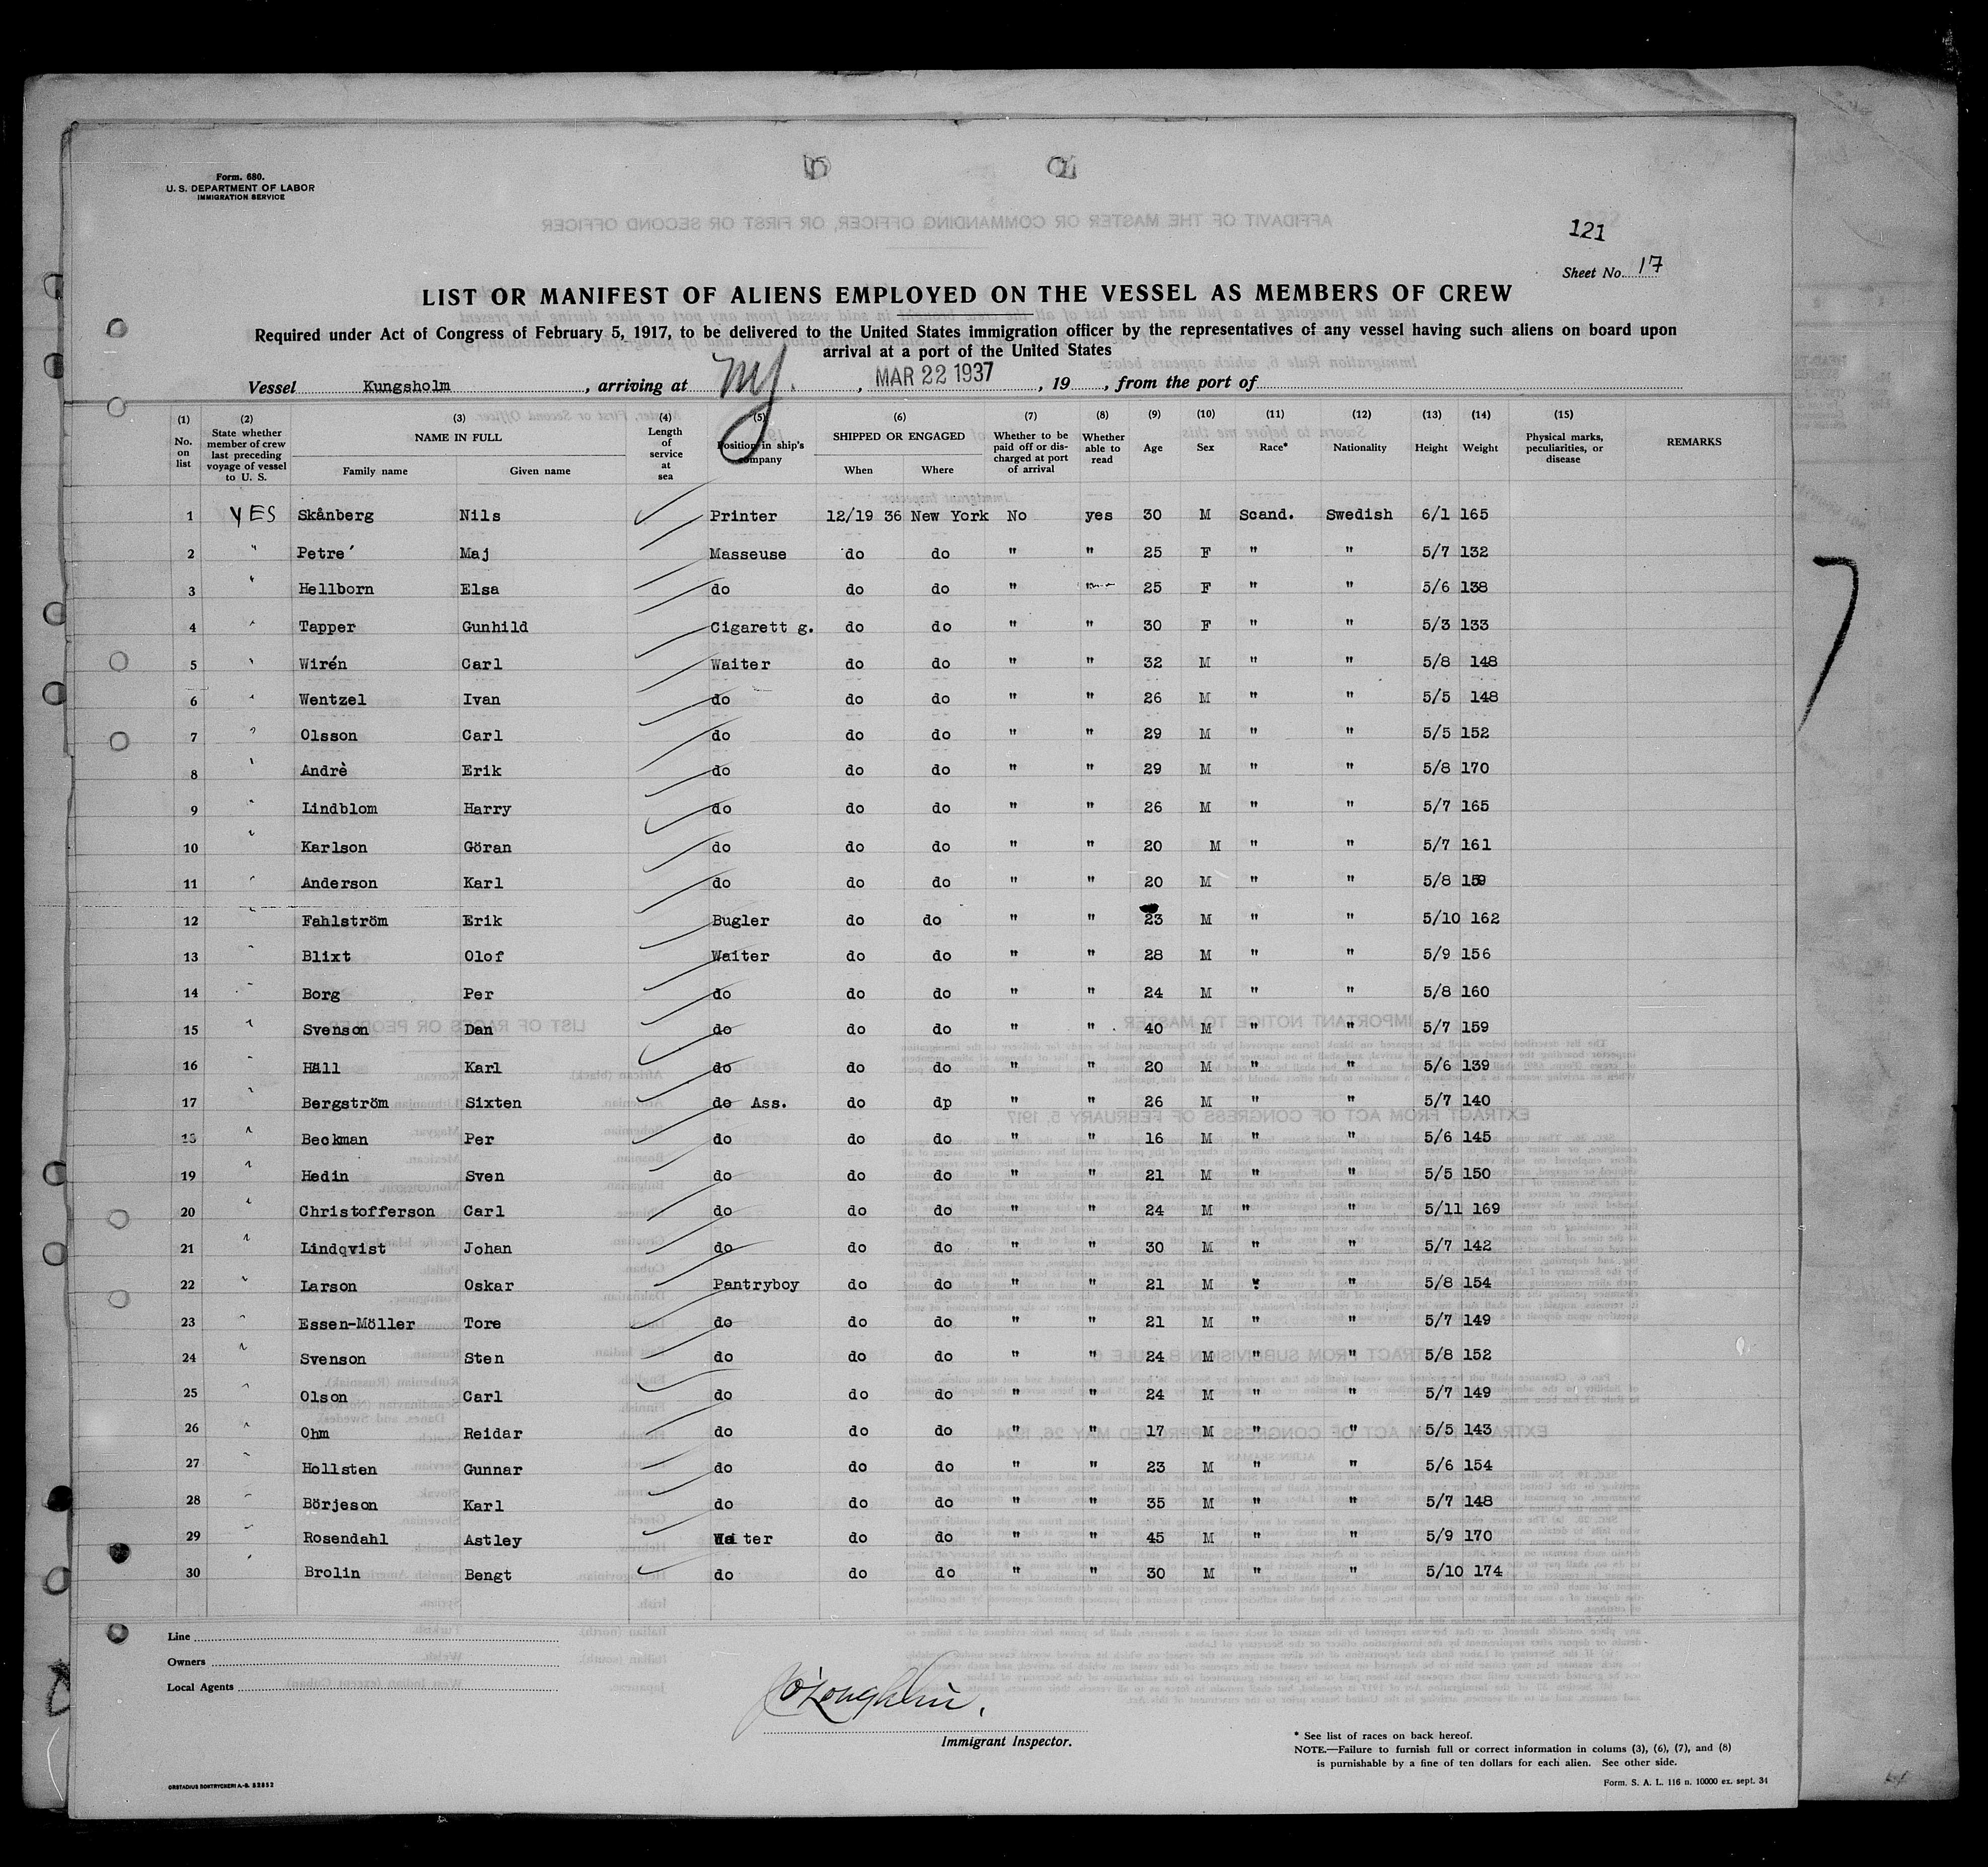 Form. 680.
U. S. DEPARTMENT OF LABOR
IMMIGRATION SERVICE
AFFIDAVIT OF THE MASTER OR COMMANDING OFFICER, OR FIRST OR SECOND OFFICER
121
Sheet No. 17
LIST OR MANIFEST OF ALIENS EMPLOYED ON THE VESSEL AS MEMBERS OF CREW
Required under Act of Congress of February 5, 1917, to be delivered to the United States immigration officer by the representatives of any vessel having such aliens on board upon
arrival at a port of the United States
Vessel Kungsholm, arriving at NY., MAR 22 1937, 19, from the port of
(1) No. on list (2) State whether member of crew last preceding voyage of vessel to U. S. (3) NAME IN FULL Family name Given name (4) Length of service at sea (5) Position in ship's company (6) SHIPPED OR ENGAGED When Where (7) Whether to be paid off or discharged at port of arrival (8) Whether able to read (9) Age (10) Sex (11) Race* (12) Nationality (13) Height (14) Weight (15) Physical marks, peculiarities, or disease REMARKS
1 YES Skånberg Nils Printer 12/19 36 New York No yes 30 M Scand. Swedish 6/1 165
2 " Petre´ Maj Masseuse do do " " 25 F " " 5/7 132
3 " Hellborn Elsa do do do " " 25 F " " 5/6 138
4 " Tapper Gunhild Cigarett g. do do " " 30 F " " 5/3 133
5 " Wirén Carl Waiter do do " " 32 M " " 5/8 148
6 " Wentzel Ivan do do do " " 26 M " " 5/5 148
7 " Olsson Carl do do do " " 29 M " " 5/5 152
8 " Andrè Erik do do do " " 29 M " " 5/8 170
9 " Lindblom Harry do do do " " 26 M " " 5/7 165
10 " Karlson Göran do do do " " 20 M " " 5/7 161
11 " Anderson Karl do do do " " 20 M " " 5/8 159
12 " Fahlström Erik Bugler do do " " 23 M " " 5/10 162
13 " Blixt Olof Waiter do do " " 28 M " " 5/9 156
14 " Borg Per do do do " " 24 M " " 5/8 160
15 " Svenson Dan do do do " " 40 M " " 5/7 159
16 " Häll Karl do do do " " 20 M " " 5/6 139
17 " Bergström Sixten do Ass. do dp " " 26 M " " 5/7 140
18 " Beckman Per do do do " " 16 M " " 5/6 145
19 " Hedin Sven do do do " " 21 M " " 5/5 150
20 " Christofferson Carl do do do " " 24 M " " 5/11 169
21 " Lindqvist Johan do do do " " 30 M " " 5/7 142
22 " Larson Oskar Pantryboy do do " " 21 M " " 5/8 154
23 " Essen-Möller Tore do do do " " 21 M " " 5/7 149
24 " Svenson Sten do do do " " 24 M " " 5/8 152
25 " Olson Carl do do do " " 24 M " " 5/7 149
26 " Ohm Reidar do do do " " 17 M " " 5/5 143
27 " Hollsten Gunnar do do do " " 23 M " " 5/6 154
28 " Börjeson Karl do do do " " 35 M " " 5/7 148
29 " Rosendahl Astley Waiter do do " " 45 M " " 5/9 170
30 " Brolin Bengt do do do " " 30 M " " 5/10 174
7
Line
Owners
Local Agents
J O'Loughlin.
Immigrant Inspector.
* See list of races on back hereof.
NOTE.—Failure to furnish full or correct information in colums (3), (6), (7), and (8)
is purnishable by a fine of ten dollars for each alien. See other side.
Form. S. A. L. 116 n. 10000 ex. sept. 34